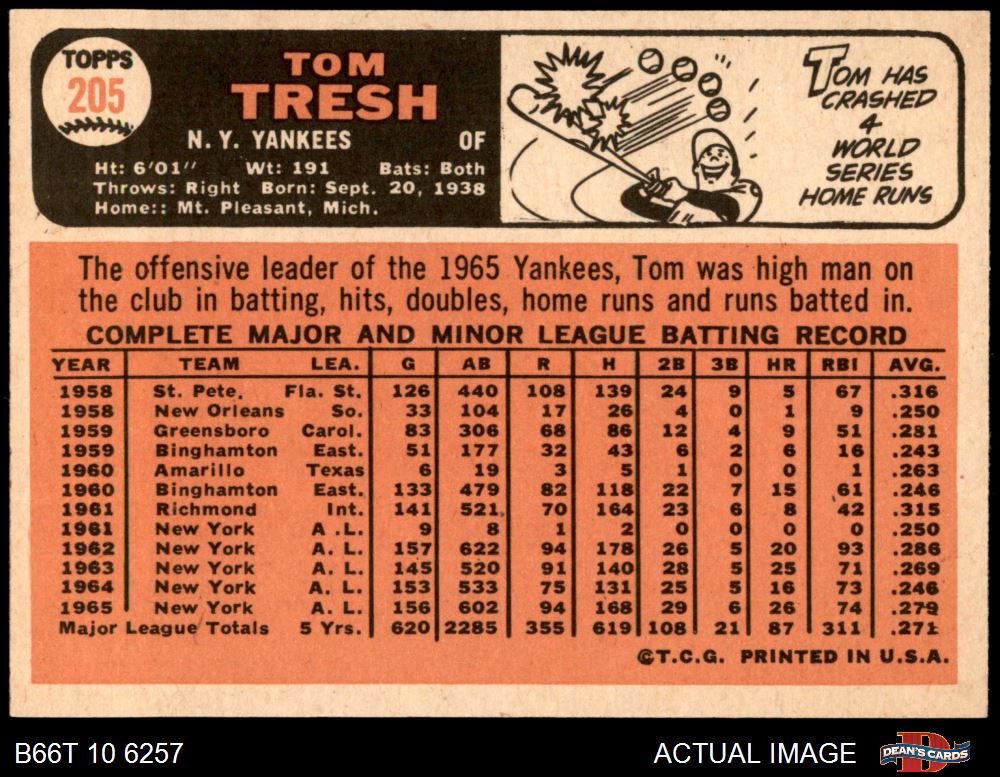 TOPPS
205
TOM
TRESH
N. Y. YANKEES OF
Ht: 6'01" Wt: 191 Bats: Both
Throws: Right Born: Sept. 20, 1938
Home:: Mt. Pleasant, Mich.
TOM HAS
CRASHED
4
WORLD
SERIES
HOME RUNS
The offensive leader of the 1965 Yankees, Tom was high man on
the club in batting, hits, doubles, home runs and runs batted in.
COMPLETE MAJOR AND MINOR LEAGUE BATTING RECORD
YEAR TEAM LEA. G AB R H 2B 3B HR RBI AVG.
1958 St. Pete. Fla. St. 126 440 108 139 24 9 5 67 .316
1958 New Orleans So. 33 104 17 26 4 0 1 9 .250
1959 Greensboro Carol. 83 306 68 86 12 4 9 51 .281
1959 Binghamton East. 51 177 32 43 6 2 6 16 .243
1960 Amarillo Texas 6 19 3 5 1 0 0 1 .263
1960 Binghamton East. 133 479 82 118 22 7 15 61 .246
1961 Richmond Int. 141 521 70 164 23 6 8 42 .315
1961 New York A .L. 9 8 1 2 0 0 0 0 .250
1962 New York A. L. 157 622 94 178 26 5 20 93 .286
1963 New York A. L. 145 520 91 140 28 5 25 71 .269
1964 New York A. L. 153 533 75 131 25 5 16 73 .246
1965 New York A. L. 156 602 94 168 29 6 26 74 .279
Major League Totals 5 Yrs. 620 2285 355 619 108 21 87 311 .271
©T.C.G. PRINTED IN U.S.A.
B66T 10 6257
ACTUAL IMAGE
DEAN'S CARDS